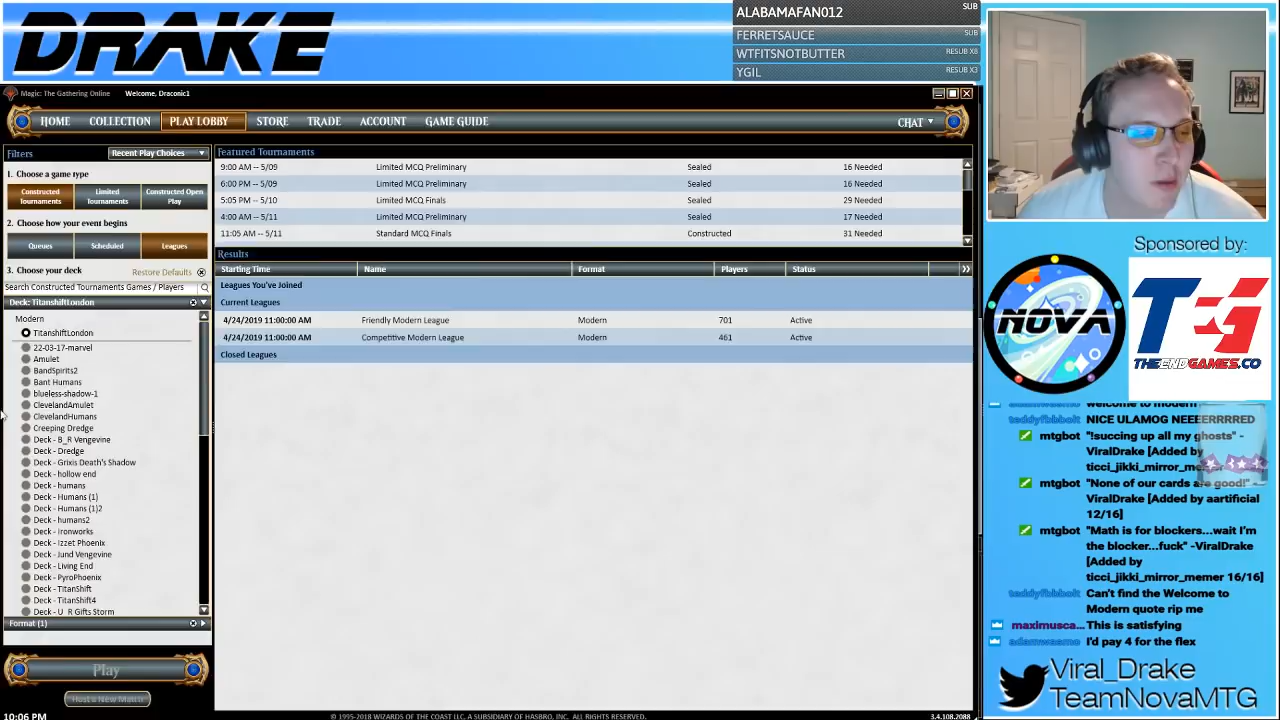 DRAKE
ALABAMAFAN012 SUB
FERRETSAUCE SUB
WTFITSNOTBUTTER RESUB X8
YGIL RESUB X3
Magic: The Gathering Online Welcome, Draconic1
HOME COLLECTION PLAY LOBBY STORE TRADE ACCOUNT GAME GUIDE CHAT
Filters Recent Play Choices
1. Choose a game type
Constructed Tournaments
Limited Tournaments
Constructed Open Play
2. Choose how your event begins
Queues Scheduled Leagues
3. Choose your deck Restore Defaults
Search Constructed Tournaments Games / Players
Deck: TitanshiftLondon
Modern
TitanshiftLondon
22-03-17-marvel
Amulet
BandSpirits2
Bant Humans
blueless-shadow-1
ClevelandAmulet
ClevelandHumans
Creeping Dredge
Deck - B_R Vengevine
Deck - Dredge
Deck - Grixis Death's Shadow
Deck - hollow end
Deck - humans
Deck - Humans (1)
Deck - Humans (1)2
Deck - humans2
Deck - Ironworks
Deck - Izzet Phoenix
Deck - Jund Vengevine
Deck - Living End
Deck - PyroPhoenix
Deck - TitanShift
Deck - TitanShift4
Deck - U_R Gifts Storm
Format (1)
Play
Host a New Match
10:06 PM
Featured Tournaments
9:00 AM -- 5/09 Limited MCQ Preliminary Sealed 16 Needed
6:00 PM -- 5/09 Limited MCQ Preliminary Sealed 16 Needed
5:05 PM -- 5/10 Limited MCQ Finals Sealed 29 Needed
4:00 AM -- 5/11 Limited MCQ Preliminary Sealed 17 Needed
11:05 AM -- 5/11 Standard MCQ Finals Constructed 31 Needed
Results
Starting Time Name Format Players Status
Leagues You've Joined
Current Leagues
4/24/2019 11:00:00 AM Friendly Modern League Modern 701 Active
4/24/2019 11:00:00 AM Competitive Modern League Modern 461 Active
Closed Leagues
© 1995-2018 WIZARDS OF THE COAST LLC, A SUBSIDIARY OF HASBRO, INC. ALL RIGHTS RESERVED. 3.4.108.2088
Sponsored by:
NOVA
TEG
THEENDGAMES.CO
welcome to modern
NICE ULAMOG NEEEERRRRED
mtgbot "!succing up all my ghosts" -
ViralDrake [Added by
ticci_jikki_mirror_me
mtgbot "None of our cards are good!" -
ViralDrake [Added by aartificial
12/16]
mtgbot "Math is for blockers...wait I'm
the blocker...fuck" -ViralDrake
[Added by
ticci_jikki_mirror_memer 16/16]
Can't find the Welcome to
Modern quote rip me
maximusca... This is satisfying
I'd pay 4 for the flex
Viral_Drake
TeamNovaMTG